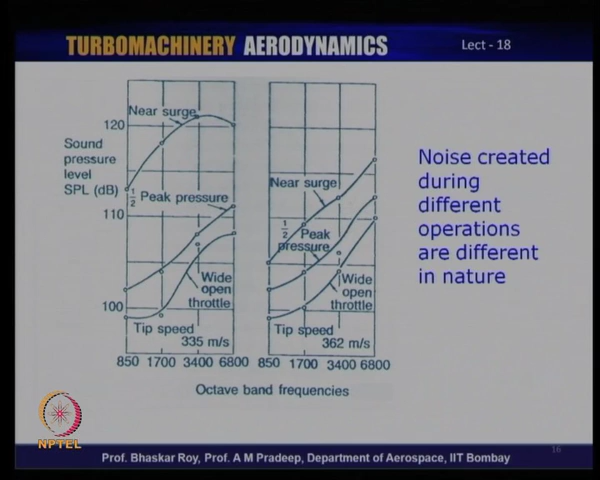 TURBOMACHINERY AERODYNAMICS
Lect - 18
Sound
pressure
level
SPL (dB)
120
110
100
Near surge
1/2 Peak pressure
Wide
open
throttle
Tip speed
335 m/s
850 1700 3400 6800
Near surge
1/2 Peak
pressure
Wide
open
throttle
Tip speed
362 m/s
850 1700 3400 6800
Octave band frequencies
Noise created
during
different
operations
are different
in nature
NPTEL
Prof. Bhaskar Roy, Prof. A M Pradeep, Department of Aerospace, IIT Bombay
16